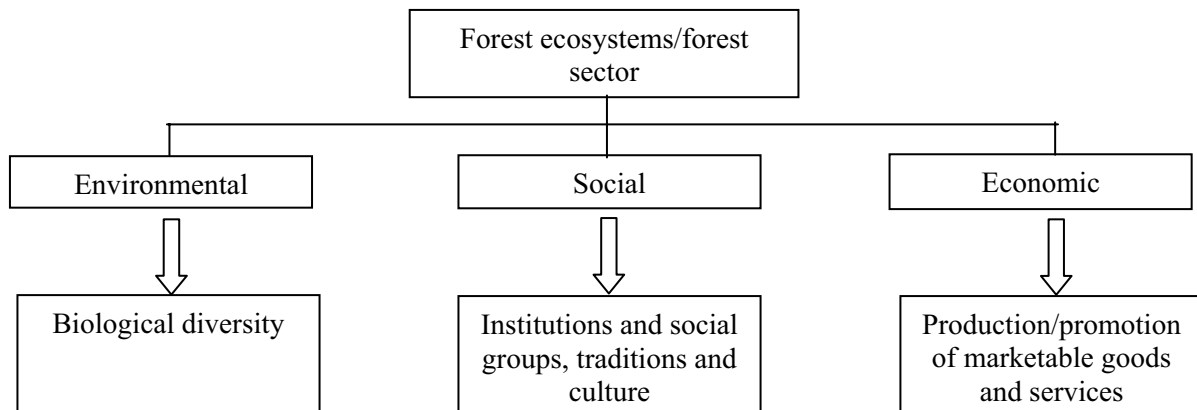 Forest ecosystems/forest
sector
Environmental
Social
Economic
Biological diversity
Institutions and social
groups, traditions and
culture
Production/promotion
of marketable goods
and services